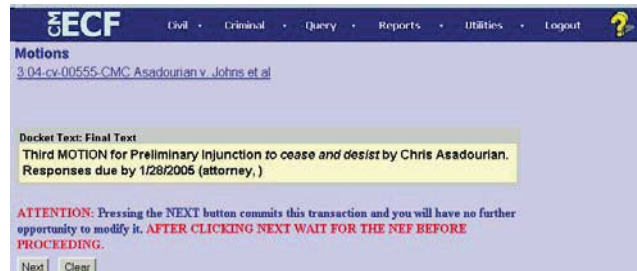 CM ECF Civil · Criminal · Query · Reports · Utilities · Logout ?
Motions
3:04-cv-00555-CMC Asadourian v. Johns et al
Docket Text: Final Text
Third MOTION for Preliminary Injunction to cease and desist by Chris Asadourian.
Responses due by 1/28/2005 (attorney, )
ATTENTION: Pressing the NEXT button commits this transaction and you will have no further
opportunity to modify it. AFTER CLICKING NEXT WAIT FOR THE NEF BEFORE
PROCEEDING.
Next Clear